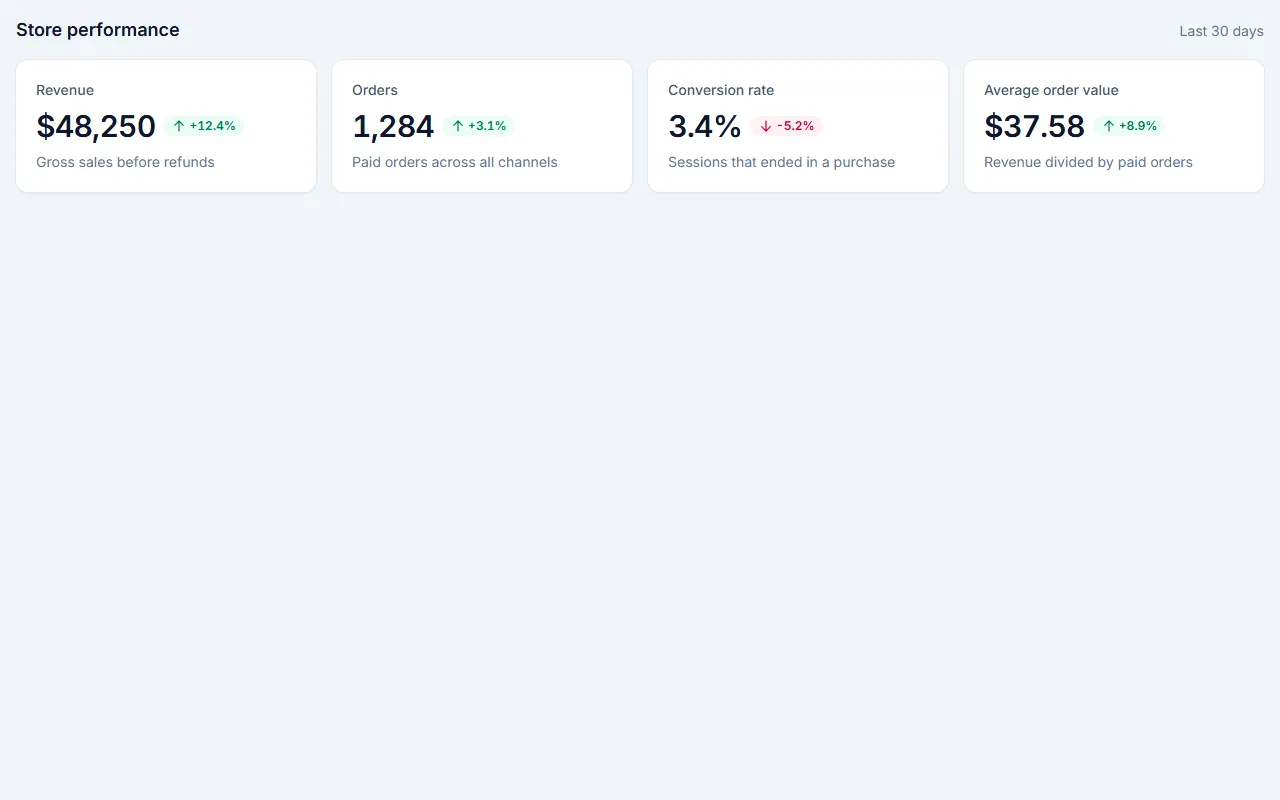 Store performance
Last 30 days
Revenue
$48,250 ↑ +12.4%
Gross sales before refunds
Orders
1,284 ↑ +3.1%
Paid orders across all channels
Conversion rate
3.4% ↓ -5.2%
Sessions that ended in a purchase
Average order value
$37.58 ↑ +8.9%
Revenue divided by paid orders